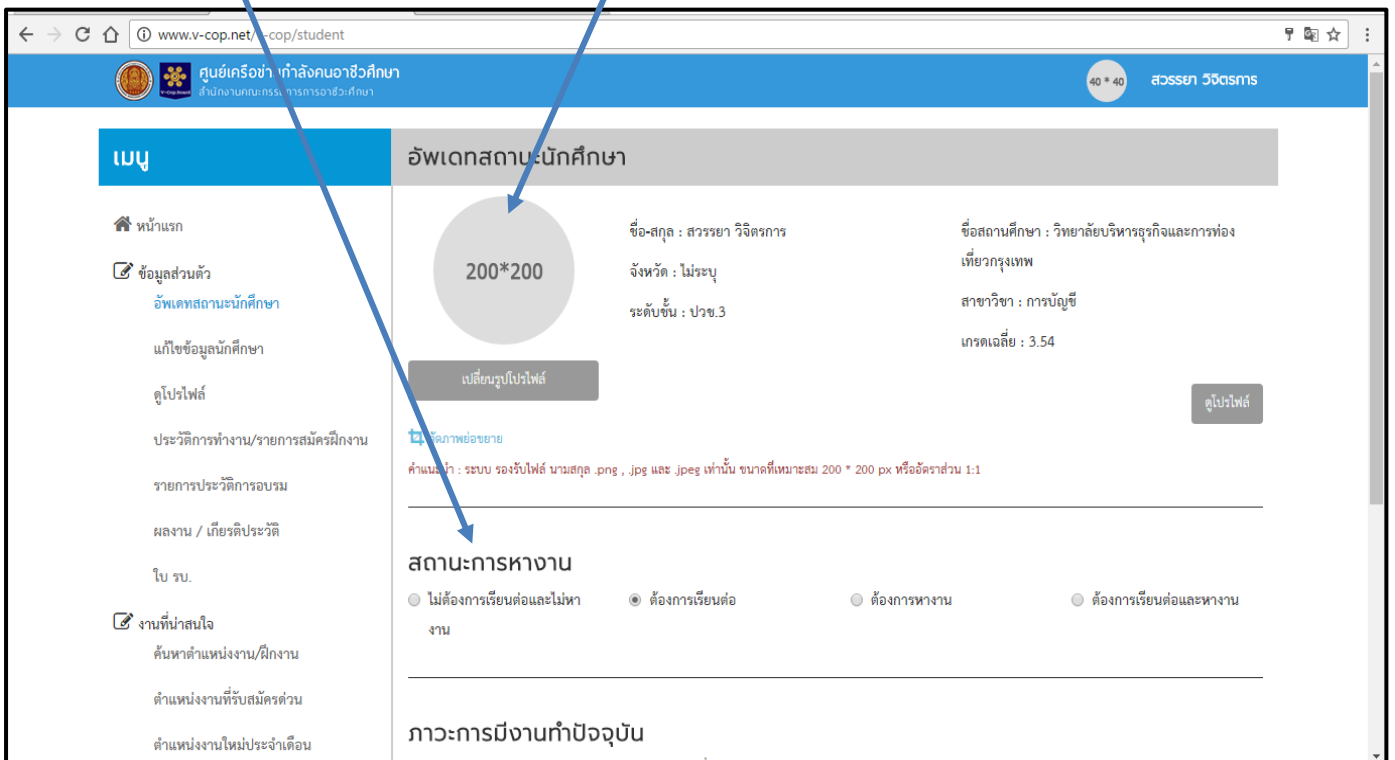 www.v-cop.net/v-cop/student
ศูนย์เครือข่ายกำลังคนอาชีวศึกษา
สำนักงานคณะกรรมการการอาชีวะศึกษา
40 * 40
สวรรยา วิจิตรการ
เมนู
หน้าแรก
ข้อมูลส่วนตัว
อัพเดทสถานะนักศึกษา
แก้ไขข้อมูลนักศึกษา
ดูโปรไฟล์
ประวัติการทำงาน/รายการสมัครฝึกงาน
รายการประวัติการอบรม
ผลงาน / เกียรติประวัติ
ใบ รบ.
งานที่น่าสนใจ
ค้นหาตำแหน่งงาน/ฝึกงาน
ตำแหน่งงานที่รับสมัครด่วน
ตำแหน่งงานใหม่ประจำเดือน
อัพเดทสถานะนักศึกษา
200*200
เปลี่ยนรูปโปรไฟล์
ชื่อ-สกุล : สวรรยา วิจิตรการ
จังหวัด : ไม่ระบุ
ระดับชั้น : ปวช.3
ชื่อสถานศึกษา : วิทยาลัยบริหารธุรกิจและการท่อง
เที่ยวกรุงเทพ
สาขาวิชา : การบัญชี
เกรดเฉลี่ย : 3.54
ดูโปรไฟล์
ตัดภาพย่อขยาย
คำแนะนำ : ระบบ รองรับไฟล์ นามสกุล .png , .jpg และ .jpeg เท่านั้น ขนาดที่เหมาะสม 200 * 200 px หรืออัตราส่วน 1:1
สถานะการหางาน
ไม่ต้องการเรียนต่อและไม่หา
งาน
ต้องการเรียนต่อ
ต้องการหางาน
ต้องการเรียนต่อและหางาน
ภาวะการมีงานทำปัจจุบัน